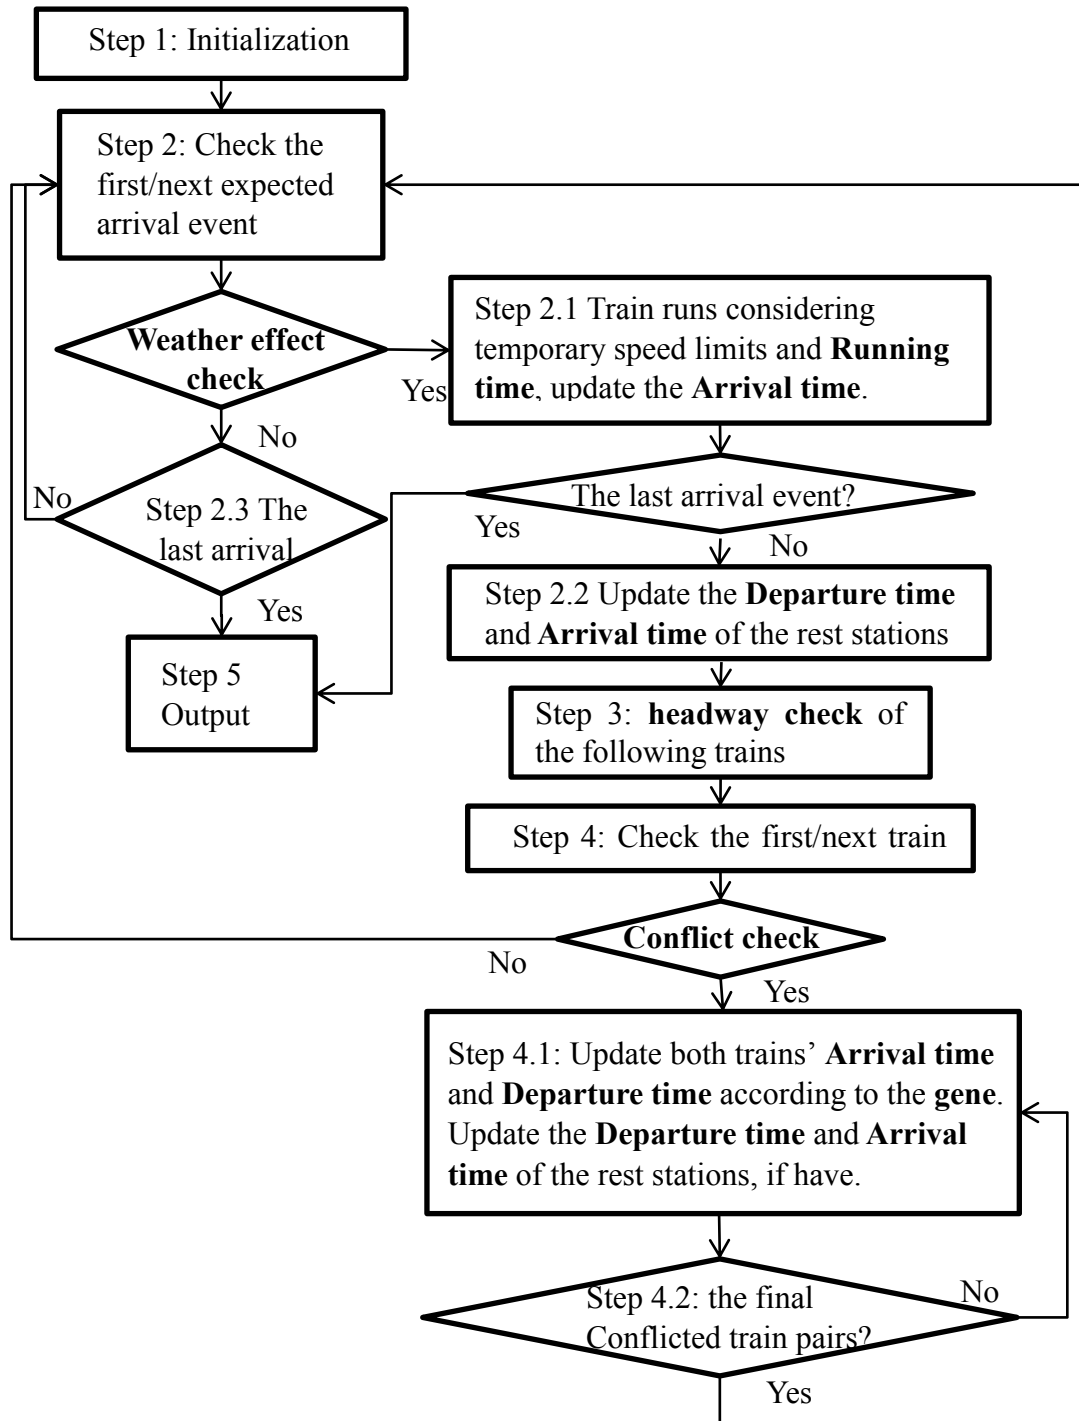 Step 1: Initialization
Step 2: Check the
first/next expected
arrival event
Weather effect
check
Yes
No
Step 2.1 Train runs considering
temporary speed limits and Running
time, update the Arrival time.
No
Step 2.3 The
last arrival
Yes
The last arrival event?
Yes
No
Step 5
Output
Step 2.2 Update the Departure time
and Arrival time of the rest stations
Step 3: headway check of
the following trains
Step 4: Check the first/next train
Conflict check
No
Yes
Step 4.1: Update both trains’ Arrival time
and Departure time according to the gene.
Update the Departure time and Arrival
time of the rest stations, if have.
Step 4.2: the final
Conflicted train pairs?
No
Yes